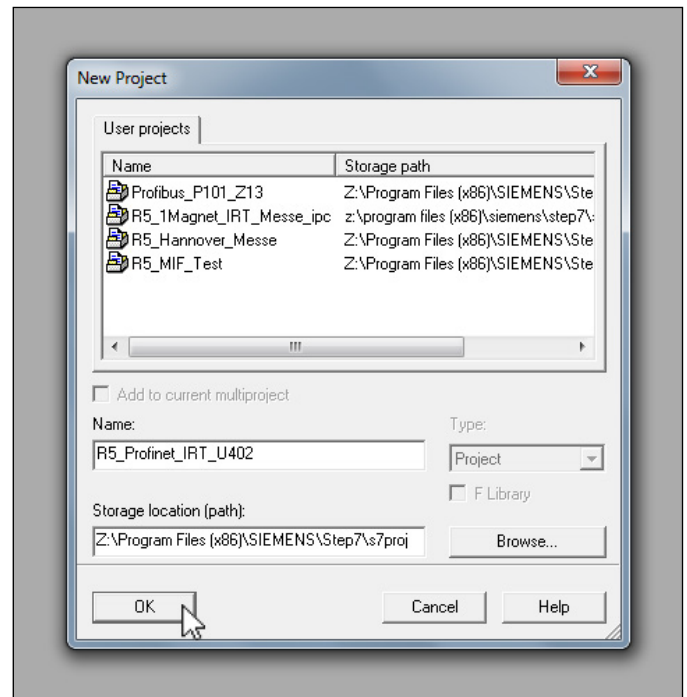 New Project
User projects
Name Storage path
Profibus_P101_Z13 Z:\Program Files (x86)\SIEMENS\Ste
R5_1Magnet_IRT_Messe_ipc z:\program files (x86)\siemens\step7\:
R5_Hannover_Messe Z:\Program Files (x86)\SIEMENS\Ste
R5_MIF_Test Z:\Program Files (x86)\SIEMENS\Ste
Add to current multiproject
Name: Type:
R5_Profinet_IRT_U402 Project
F Library
Storage location (path):
Z:\Program Files (x86)\SIEMENS\Step7\s7proj Browse...
OK Cancel Help